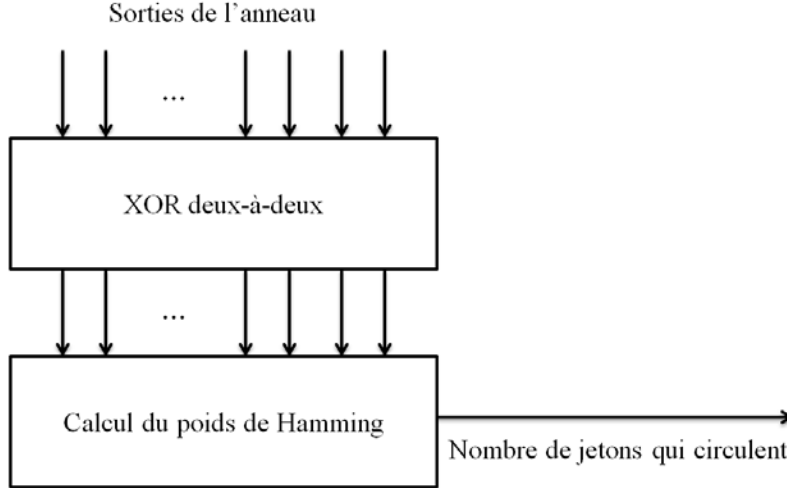 Sorties de l'anneau
...
XOR deux-à-deux
...
Calcul du poids de Hamming
Nombre de jetons qui circulent